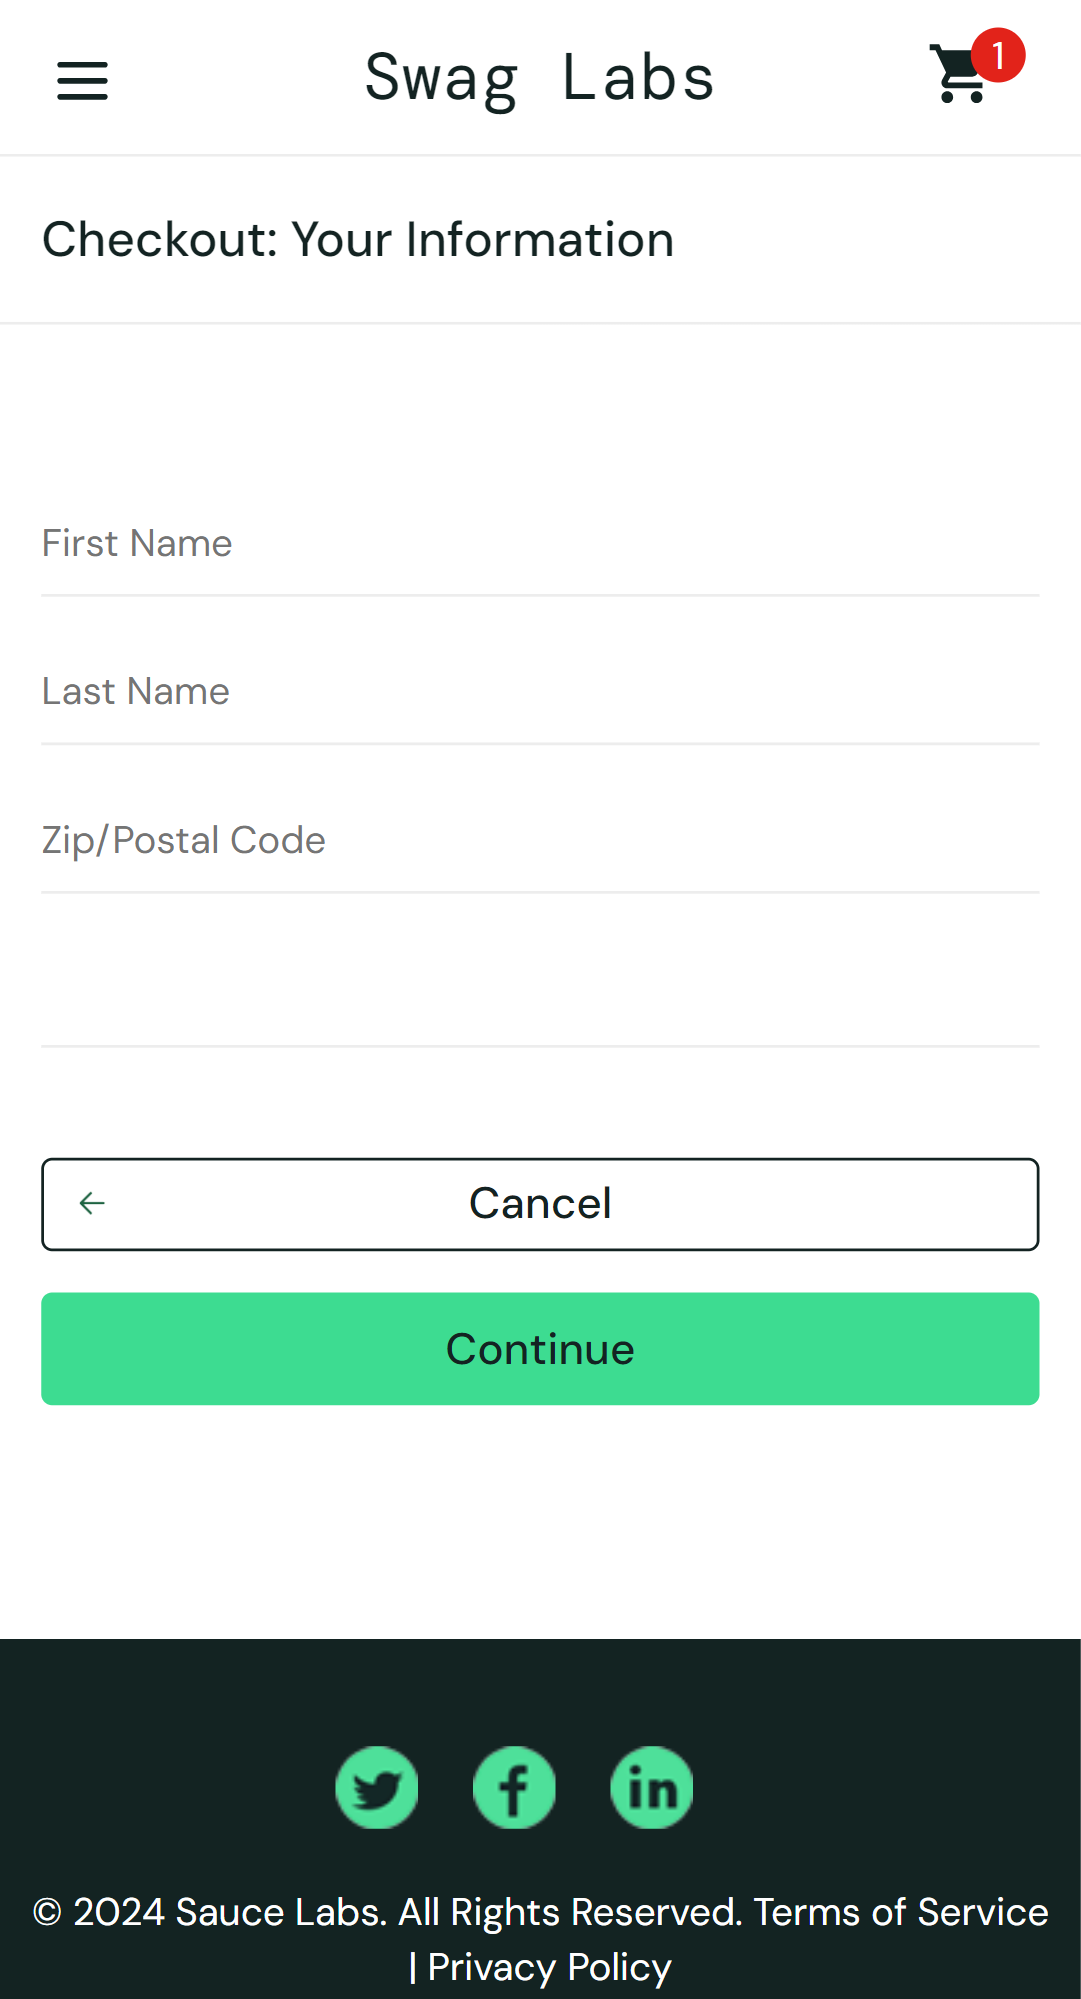 Swag Labs
1
Checkout: Your Information
First Name
Last Name
Zip/Postal Code
Cancel
Continue
© 2024 Sauce Labs. All Rights Reserved. Terms of Service
| Privacy Policy